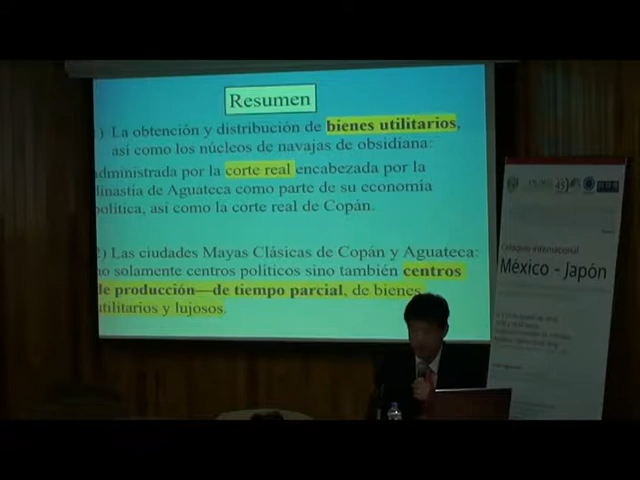 Resumen
) La obtención y distribución de bienes utilitarios,
así como los núcleos de navajas de obsidiana:
administrada por la corte real encabezada por la
dinastía de Aguateca como parte de su economía
política, así como la corte real de Copán.
2) Las ciudades Mayas Clásicas de Copán y Aguateca:
no solamente centros políticos sino también centros
de producción—de tiempo parcial, de bienes
utilitarios y lujosos.
Coloquio Internacional
México - Japón